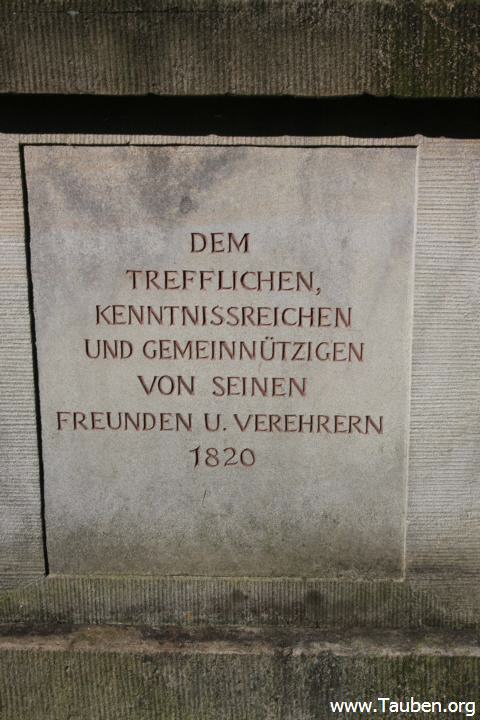 DEM
TREFFLICHEN,
KENNTNISSREICHEN
UND GEMEINNÜTZIGEN
VON SEINEN
FREUNDEN U. VEREHRERN
1820
www.Tauben.org